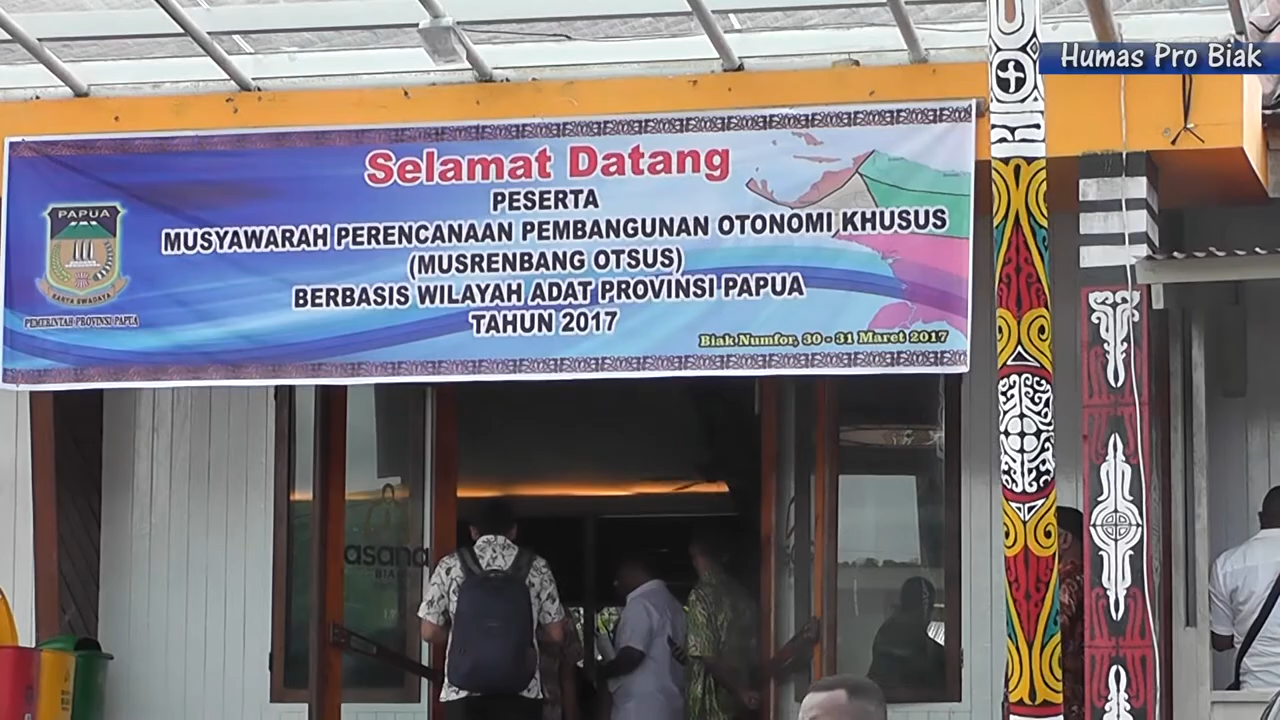 Humas Pro Biak
Selamat Datang
PESERTA
MUSYAWARAH PERENCANAAN PEMBANGUNAN OTONOMI KHUSUS
(MUSRENBANG OTSUS)
BERBASIS WILAYAH ADAT PROVINSI PAPUA
TAHUN 2017
Biak Numfor, 30 - 31 Maret 2017
PAPUA
KARYA SWADAYA
PEMERINTAH PROVINSI PAPUA
asana
BIAK